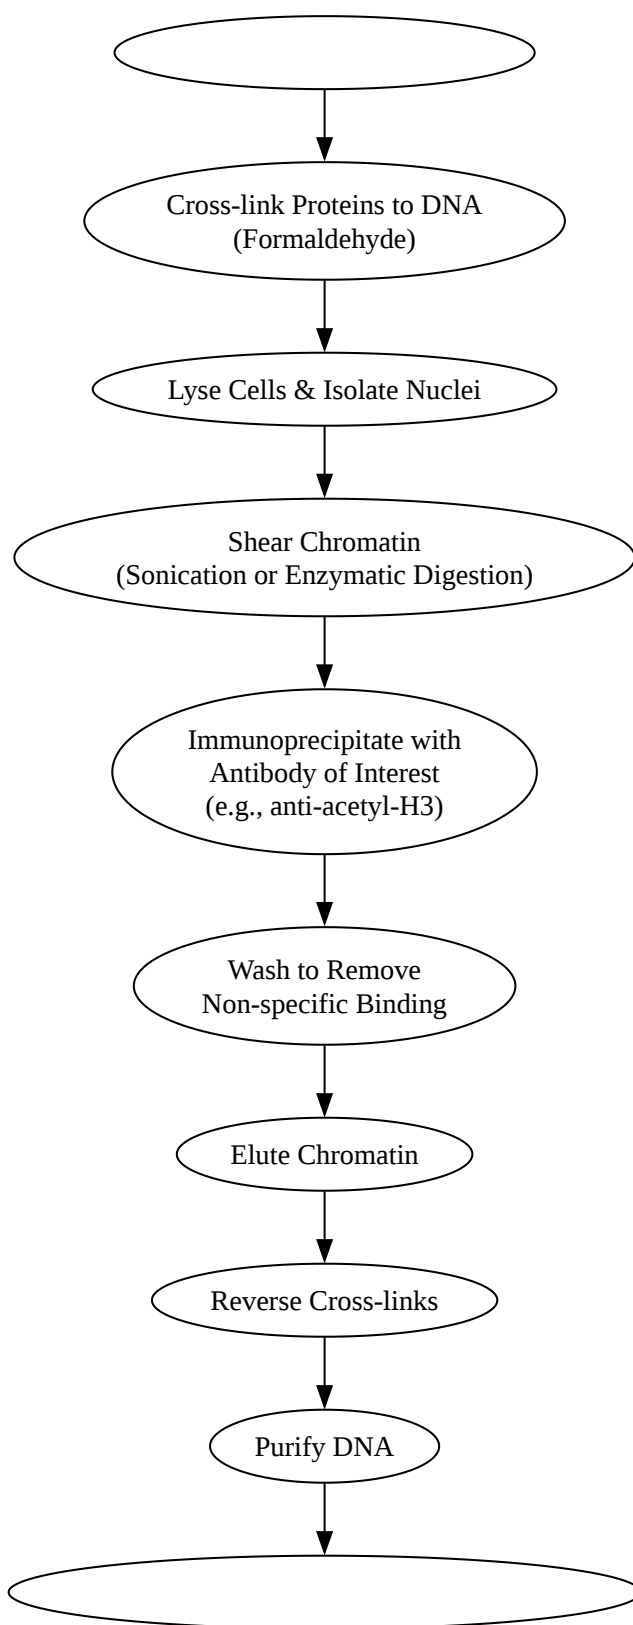 Cross-link Proteins to DNA
(Formaldehyde)
Lyse Cells & Isolate Nuclei
Shear Chromatin
(Sonication or Enzymatic Digestion)
Immunoprecipitate with
Antibody of Interest
(e.g., anti-acetyl-H3)
Wash to Remove
Non-specific Binding
Elute Chromatin
Reverse Cross-links
Purify DNA